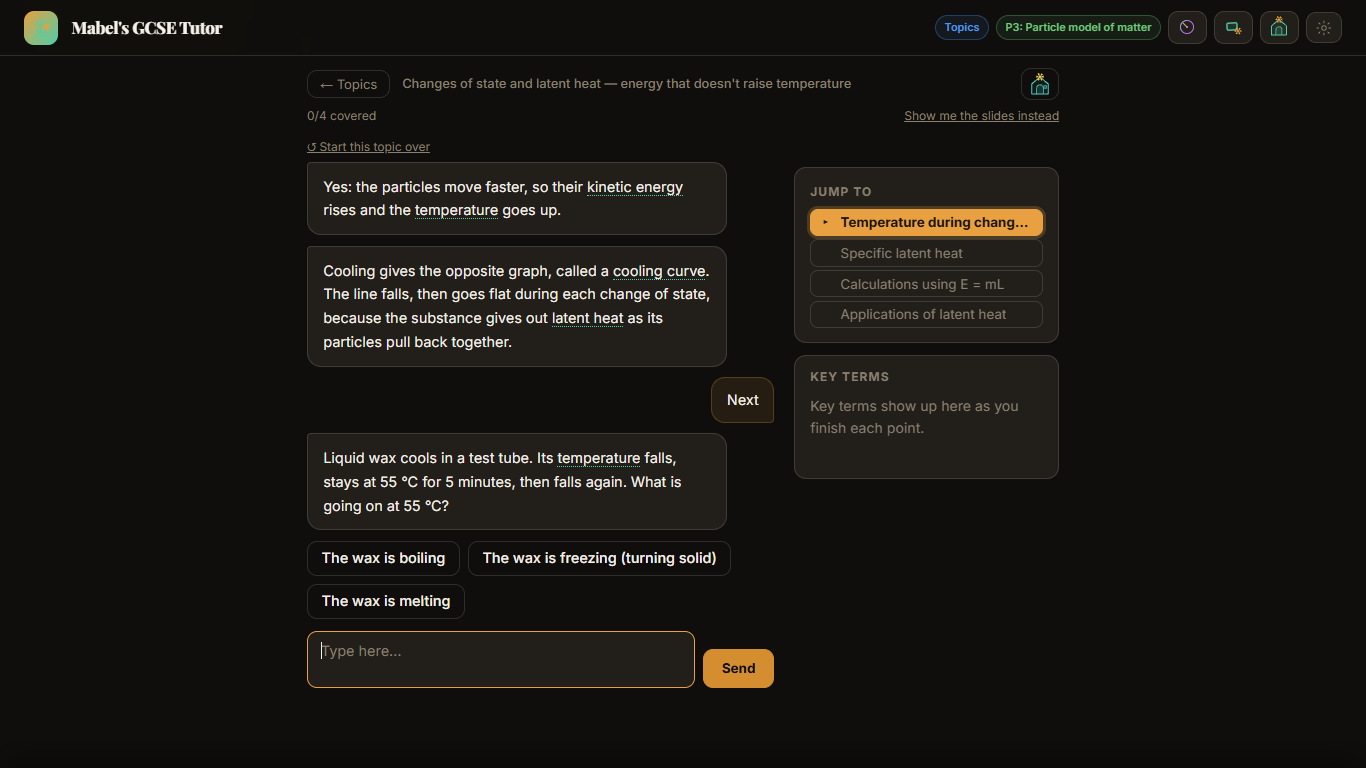 Mabel's GCSE Tutor
Topics
P3: Particle model of matter
← Topics
Changes of state and latent heat — energy that doesn't raise temperature
0/4 covered
Show me the slides instead
↺ Start this topic over
Yes: the particles move faster, so their kinetic energy
rises and the temperature goes up.
Cooling gives the opposite graph, called a cooling curve.
The line falls, then goes flat during each change of state,
because the substance gives out latent heat as its
particles pull back together.
Next
Liquid wax cools in a test tube. Its temperature falls,
stays at 55 °C for 5 minutes, then falls again. What is
going on at 55 °C?
The wax is boiling
The wax is freezing (turning solid)
The wax is melting
Type here...
Send
JUMP TO
▸ Temperature during chang...
Specific latent heat
Calculations using E = mL
Applications of latent heat
KEY TERMS
Key terms show up here as you
finish each point.